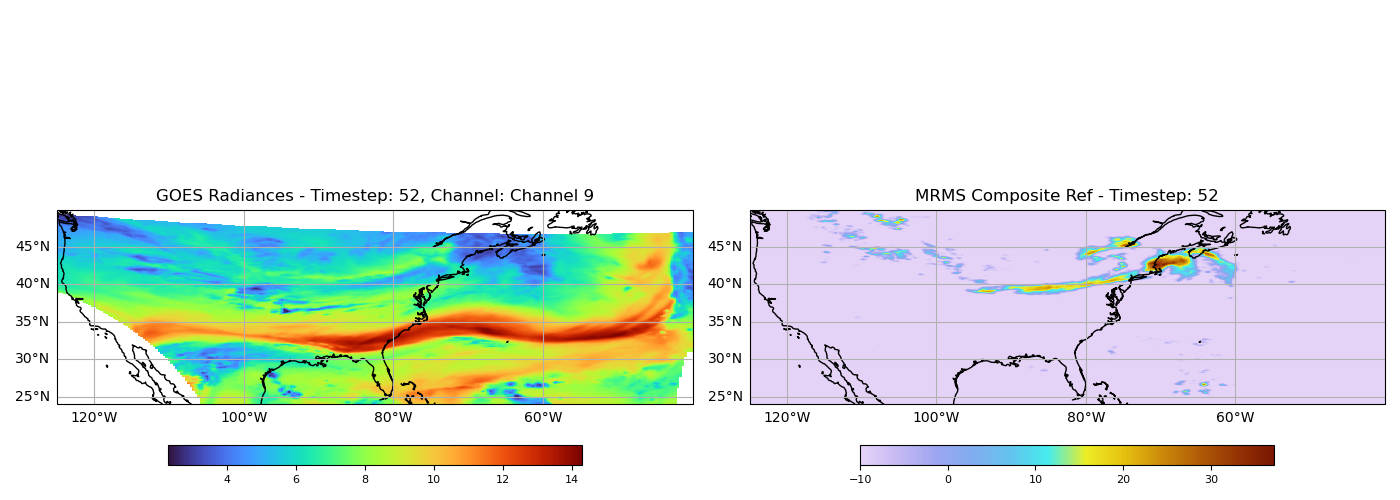 GOES Radiances - Timestep: 52, Channel: Channel 9
45°N
40°N
35°N
30°N
25°N
120°W
100°W
80°W
60°W
4
6
8
10
12
14
MRMS Composite Ref - Timestep: 52
45°N
40°N
35°N
30°N
25°N
120°W
100°W
80°W
60°W
−10
0
10
20
30